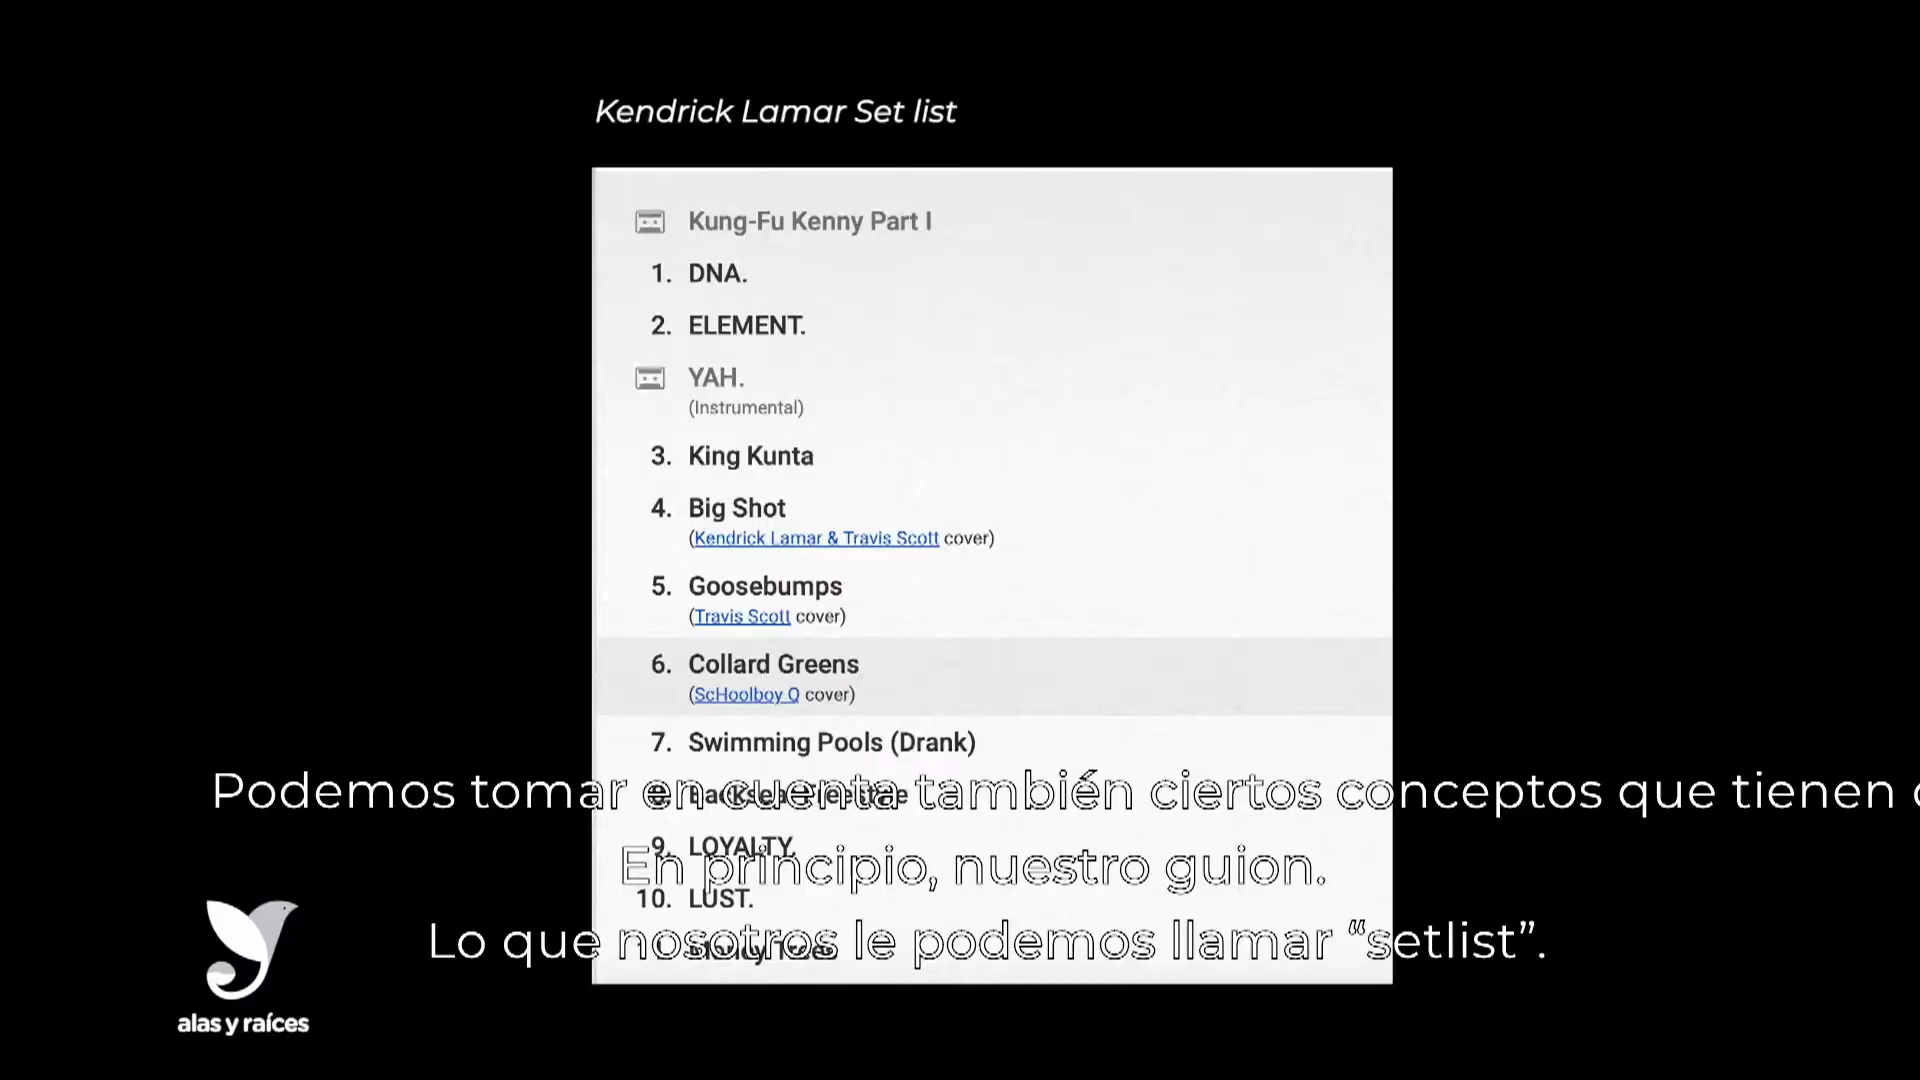 Kendrick Lamar Set list
Kung-Fu Kenny Part I
1. DNA.
2. ELEMENT.
YAH.
(Instrumental)
3. King Kunta
4. Big Shot
(Kendrick Lamar & Travis Scott cover)
5. Goosebumps
(Travis Scott cover)
6. Collard Greens
(ScHoolboy Q cover)
7. Swimming Pools (Drank)
Podemos tomar en cuenta también ciertos conceptos que tienen
9. LOYALTY.
En principio, nuestro guion.
10. LUST.
Lo que nosotros le podemos llamar “setlist”.
alas y raíces